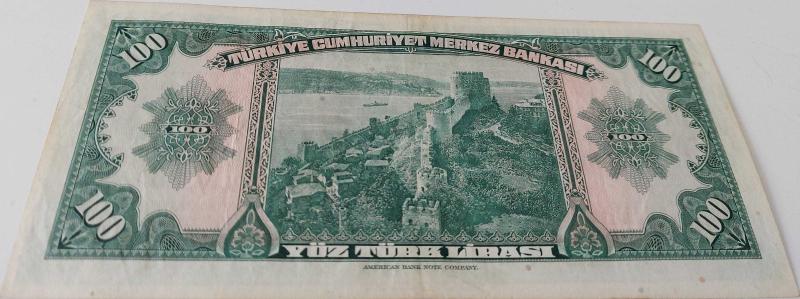 100 TÜRKİYE CUMHURİYET MERKEZ BANKASI 100
100 100
100 YÜZ TÜRK LİRASI 100
AMERICAN BANK NOTE COMPANY.